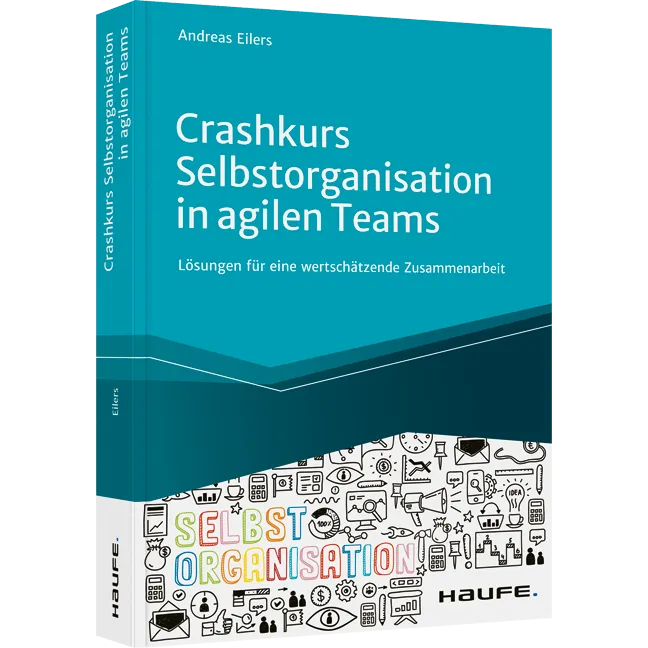 Andreas Eilers
Crashkurs
Selbstorganisation
in agilen Teams
Lösungen für eine wertschätzende Zusammenarbeit
Crashkurs Selbstorganisation
in agilen Teams
Eilers
HAUFE.
SELBST
ORGANISATION
100%
IDEA
HAUFE.